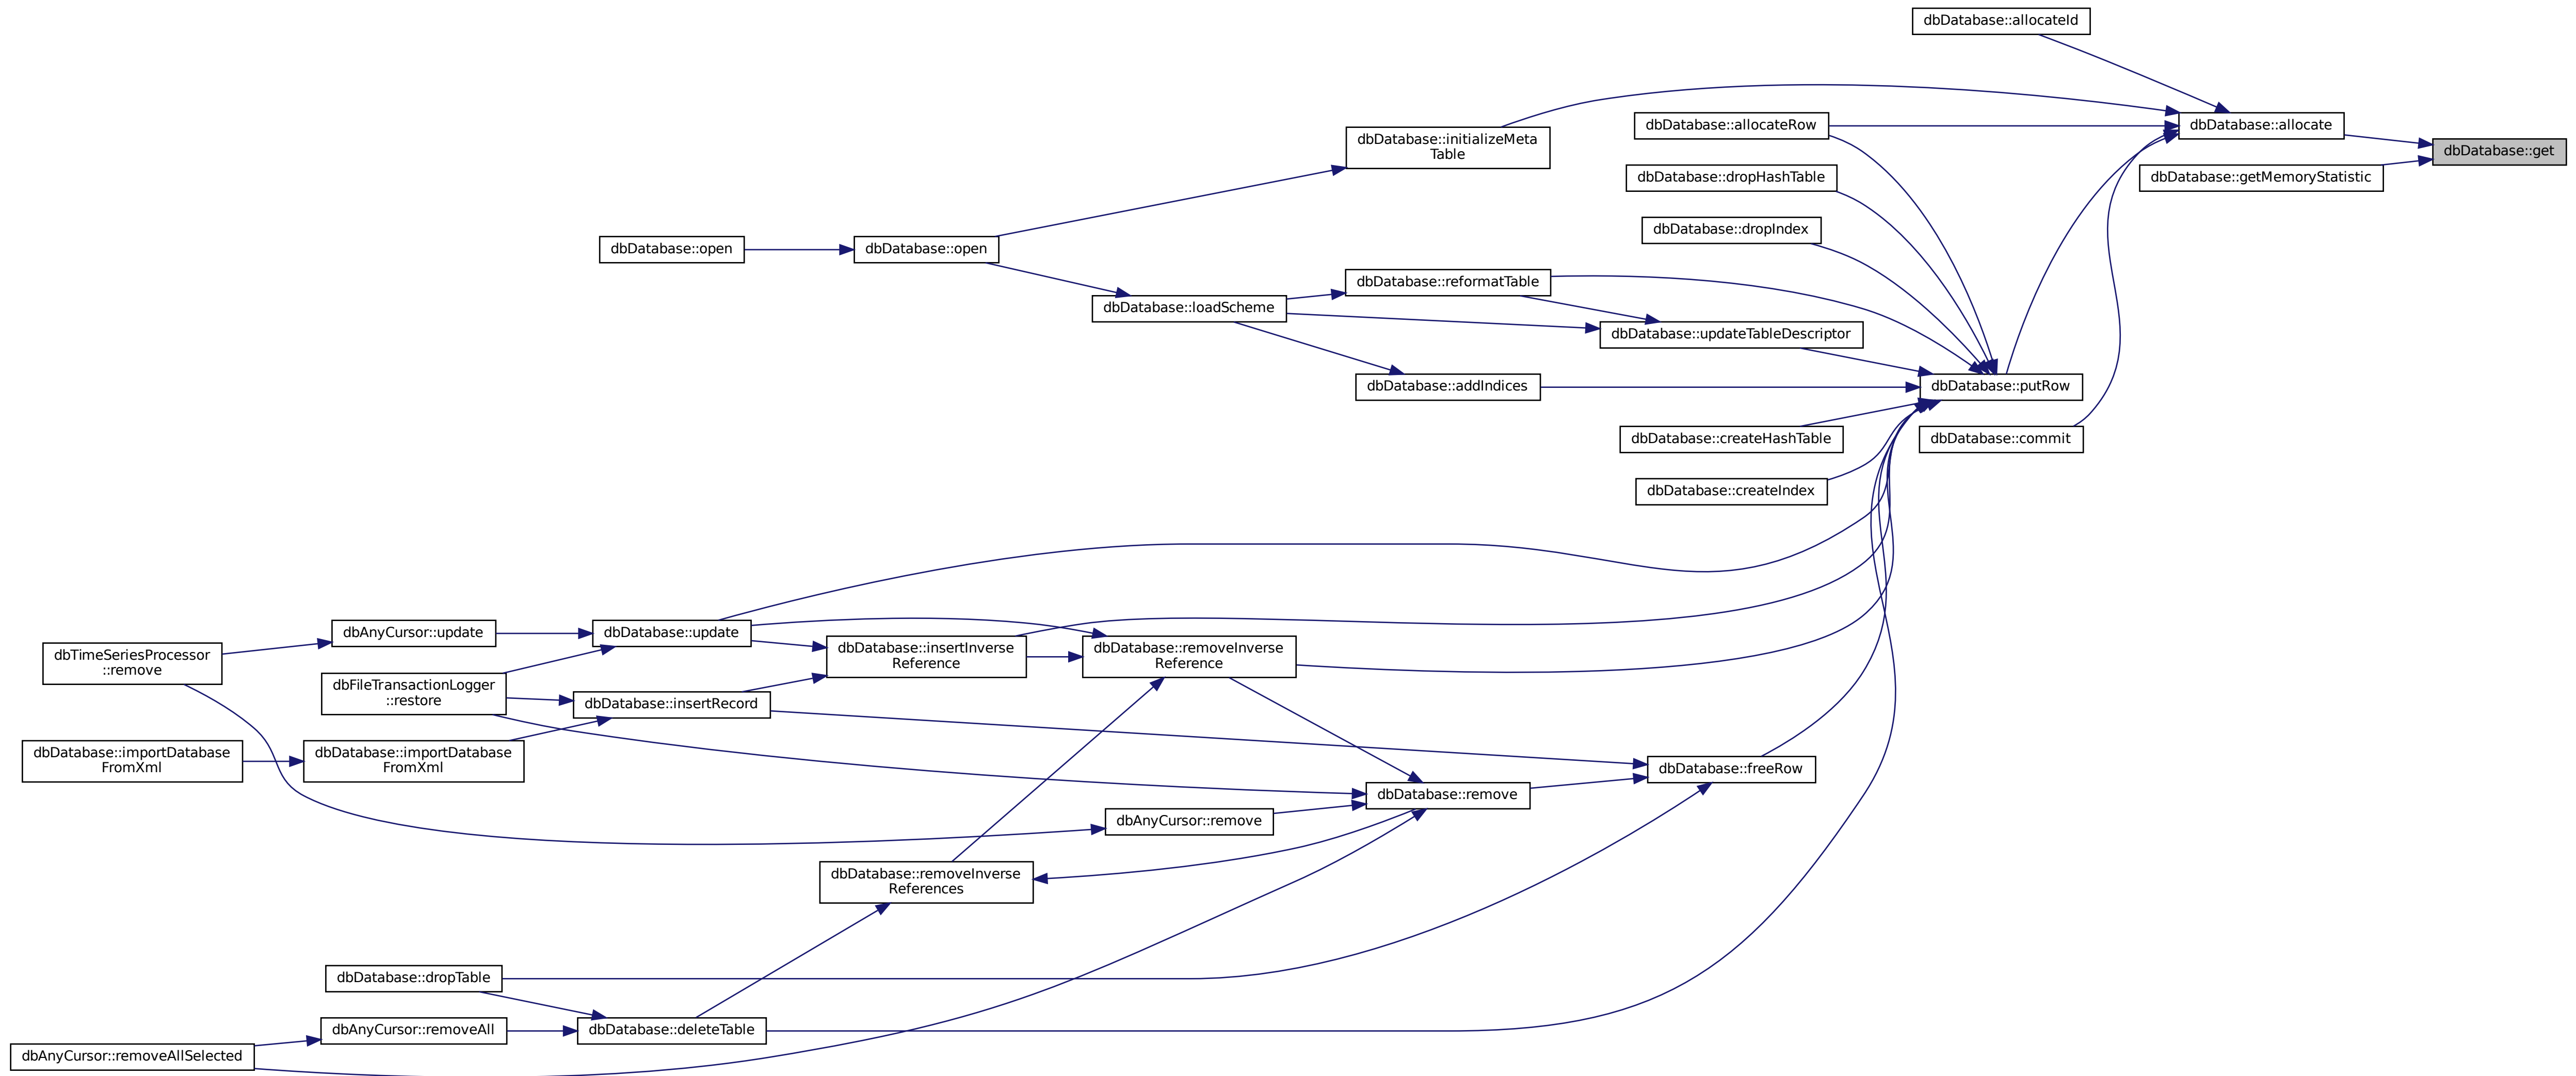 dbDatabase::allocateId
dbDatabase::allocate
dbDatabase::get
dbDatabase::getMemoryStatistic
dbDatabase::initializeMeta
Table
dbDatabase::allocateRow
dbDatabase::dropHashTable
dbDatabase::dropIndex
dbDatabase::open
dbDatabase::open
dbDatabase::reformatTable
dbDatabase::loadScheme
dbDatabase::updateTableDescriptor
dbDatabase::addIndices
dbDatabase::putRow
dbDatabase::createHashTable
dbDatabase::commit
dbDatabase::createIndex
dbTimeSeriesProcessor
::remove
dbAnyCursor::update
dbDatabase::update
dbDatabase::insertInverse
Reference
dbDatabase::removeInverse
Reference
dbFileTransactionLogger
::restore
dbDatabase::insertRecord
dbDatabase::importDatabase
FromXml
dbDatabase::importDatabase
FromXml
dbDatabase::freeRow
dbDatabase::remove
dbAnyCursor::remove
dbDatabase::removeInverse
References
dbDatabase::dropTable
dbAnyCursor::removeAll
dbDatabase::deleteTable
dbAnyCursor::removeAllSelected